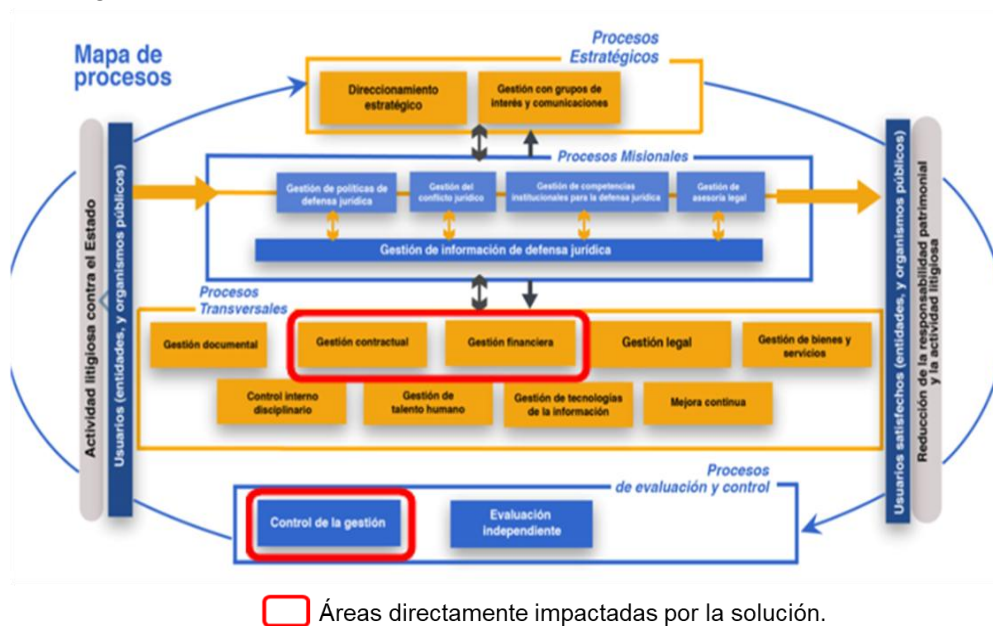 Mapa de
procesos
Procesos
Estratégicos
Direccionamiento
estratégico
Gestión con grupos de
interés y comunicaciones
Actividad litigiosa contra el Estado
Usuarios (entidades, y organismos públicos)
Procesos Misionales
Gestión de políticas de
defensa jurídica
Gestión del
conflicto jurídico
Gestión de competencias
institucionales para la defensa jurídica
Gestión de
asesoría legal
Gestión de información de defensa jurídica
Procesos
Transversales
Gestión documental
Gestión contractual
Gestión financiera
Gestión legal
Gestión de bienes y
servicios
Control interno
disciplinario
Gestión de
talento humano
Gestión de tecnologías
de la información
Mejora continua
Procesos
de evaluación y control
Control de la gestión
Evaluación
independiente
Usuarios satisfechos (entidades, y organismos públicos)
Reducción de la responsabilidad patrimonial
y la actividad litigiosa
Áreas directamente impactadas por la solución.